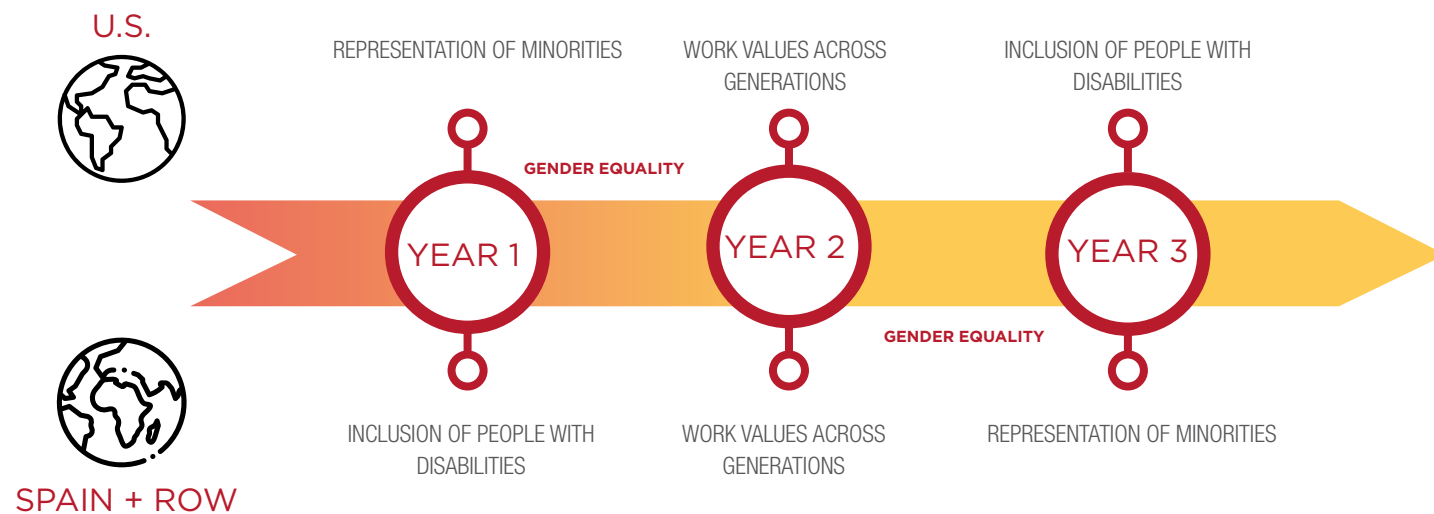 U.S.
REPRESENTATION OF MINORITIES
WORK VALUES ACROSS
GENERATIONS
INCLUSION OF PEOPLE WITH
DISABILITIES
GENDER EQUALITY
YEAR 1
YEAR 2
YEAR 3
GENDER EQUALITY
INCLUSION OF PEOPLE WITH
DISABILITIES
WORK VALUES ACROSS
GENERATIONS
REPRESENTATION OF MINORITIES
SPAIN + ROW